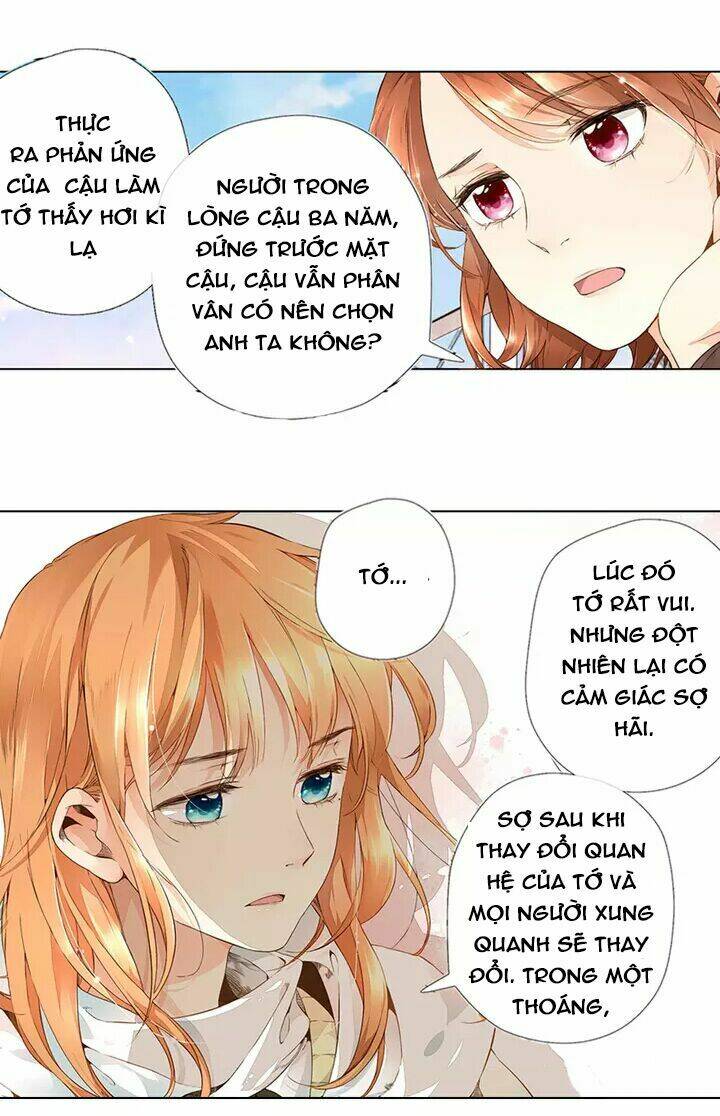 THỰC
RA PHẢN ỨNG
CỦA CẬU LÀM
TỚ THẤY HƠI KÌ
LẠ
NGƯỜI TRONG
LÒNG CẬU BA NĂM,
ĐỨNG TRƯỚC MẶT
CẬU, CẬU VẪN PHÂN
VÂN CÓ NÊN CHỌN
ANH TA KHÔNG?
TỚ...
LÚC ĐÓ
TỚ RẤT VUI.
NHƯNG ĐỘT
NHIÊN LẠI CÓ
CẢM GIÁC SỢ
HÃI.
SỢ SAU KHI
THAY ĐỔI QUAN
HỆ CỦA TỚ VÀ
MỌI NGƯỜI XUNG
QUANH SẼ THAY
ĐỔI. TRONG MỘT
THOÁNG,